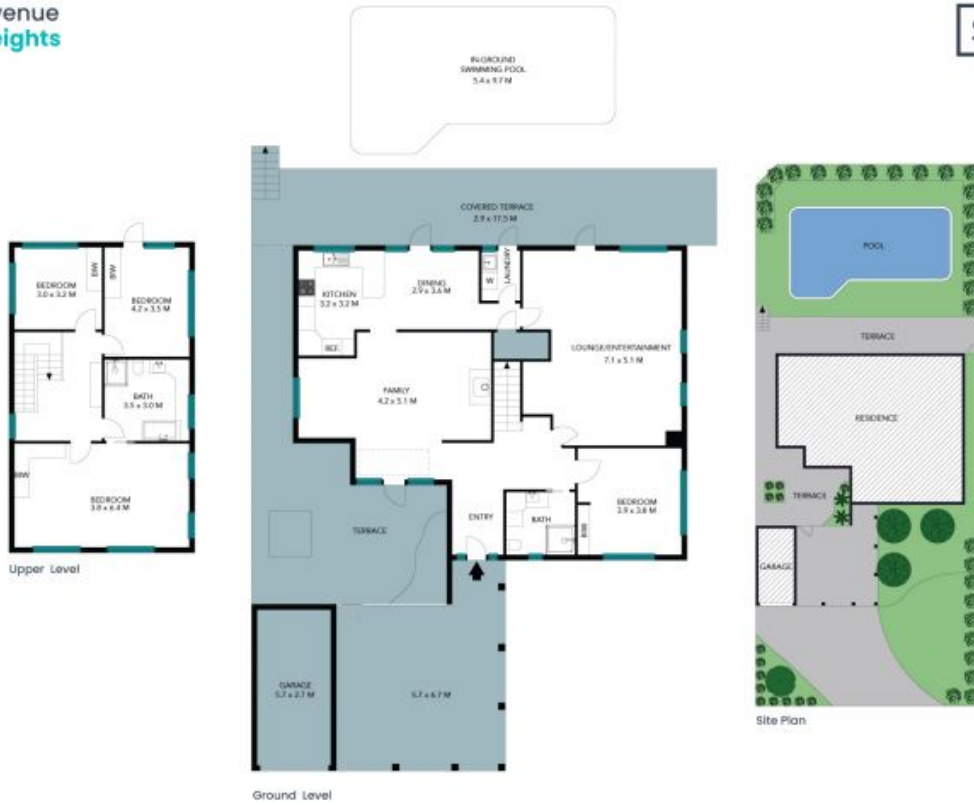 venue
eights
IN-GROUND
SWIMMING POOL
5.4 x 9.7 M
COVERED TERRACE
2.9 x 17.5 M
BEDROOM
3.0 x 3.2 M
BIW
BIW
BEDROOM
4.2 x 3.5 M
BATH
3.5 x 3.0 M
BIW
BEDROOM
3.8 x 6.4 M
Upper Level
KITCHEN
3.2 x 3.2 M
REF.
DINING
2.9 x 3.6 M
W
LAUNDRY
LOUNGE/ENTERTAINMENT
7.1 x 5.1 M
FAMILY
4.2 x 5.1 M
BEDROOM
3.9 x 3.8 M
BATH
ENTRY
TERRACE
GARAGE
5.7 x 2.7 M
5.7 x 6.7 M
Ground Level
POOL
TERRACE
RESIDENCE
TERRACE
GARAGE
Site Plan